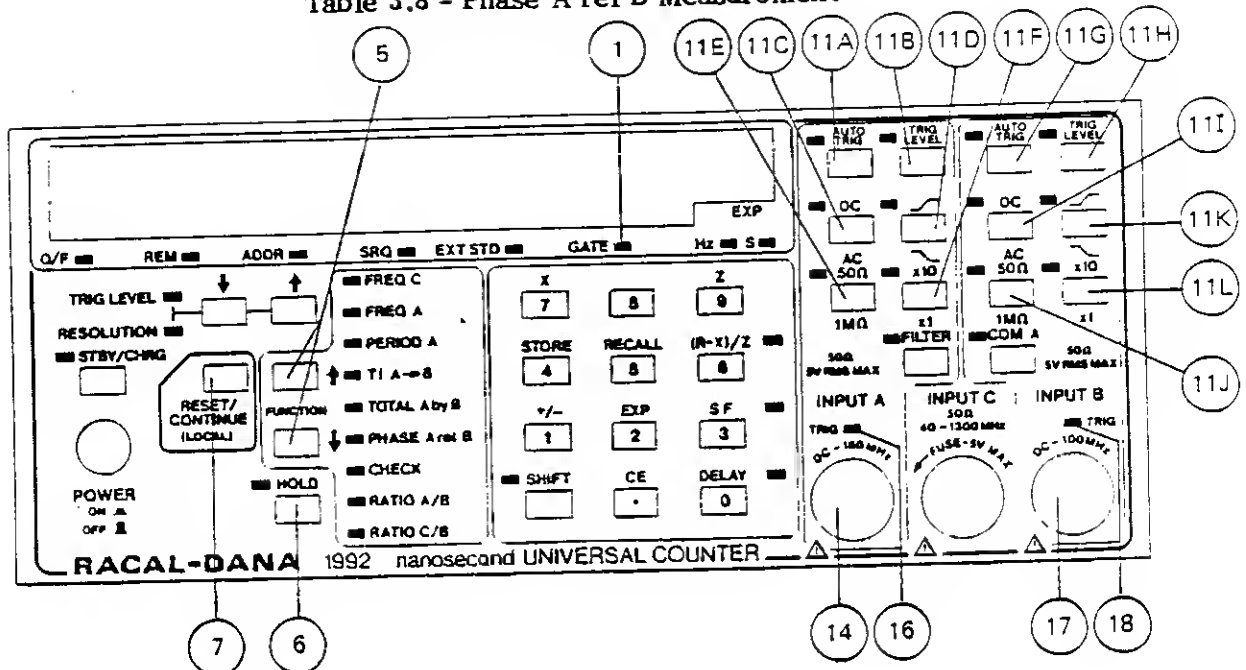 Table 3.8 - Phase A rel B Measurement
5
1
11E
11C
11A
11B
11D
11F
11G
11H
11I
11K
11L
11J
AUTO TRIG
TRIG LEVEL
AUTO TRIG
TRIG LEVEL
DC
DC
AC
AC
50Ω
x10
50Ω
x10
1MΩ
x1
1MΩ
x1
FILTER
COM A
50Ω
5V RMS MAX
50Ω
5V RMS MAX
EXP
O/F
REM
ADDR
SRQ
EXT STD
GATE
Hz
S
TRIG LEVEL
RESOLUTION
STBY/CHRG
RESET/
CONTINUE
(LOCAL)
FUNCTION
HOLD
POWER
ON
OFF
FREQ C
FREQ A
PERIOD A
TI A→B
TOTAL A by B
PHASE A rel B
CHECK
RATIO A/B
RATIO C/B
X
Z
7
8
9
STORE
RECALL
(R-X)/Z
4
5
6
+/-
EXP
SF
1
2
3
SHIFT
CE
DELAY
.
0
INPUT A
INPUT C
INPUT B
50Ω
60-1300 MHz
TRIG
TRIG
DC-160MHz
FUSE-5V MAX
DC-100MHz
RACAL-DANA 1992 nanosecond UNIVERSAL COUNTER
7
6
14
16
17
18